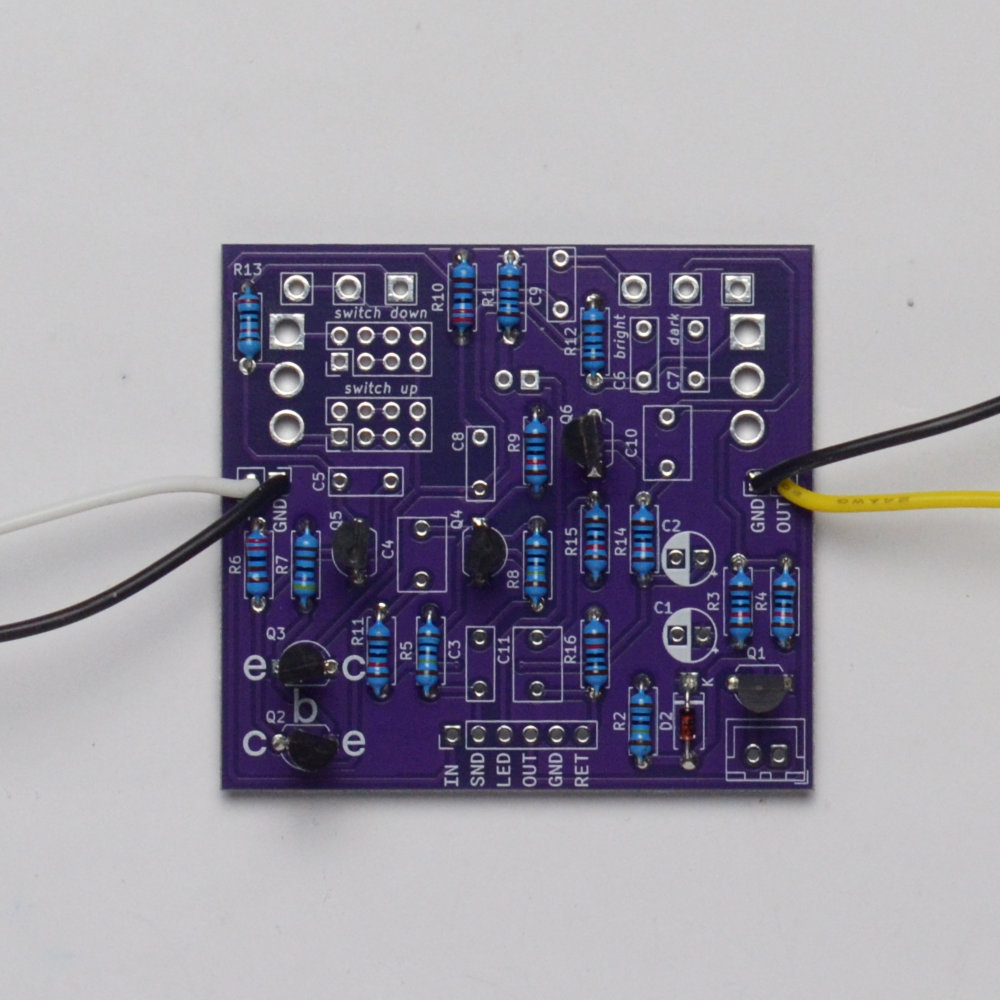 R13
R10
R1
C9
switch down
R12
bright
dark
C6
C7
switch up
Q6
C8
R9
C10
C5
GND
GND
OUT
24AWG
Q5
Q4
C4
R6
R7
R8
R15
R14
C2
C1
R3
R4
Q3
R11
R5
C3
C11
R16
Q1
e
c
b
Q2
c
e
K
R2
D2
IN
SND
LED
OUT
GND
RET
+
+